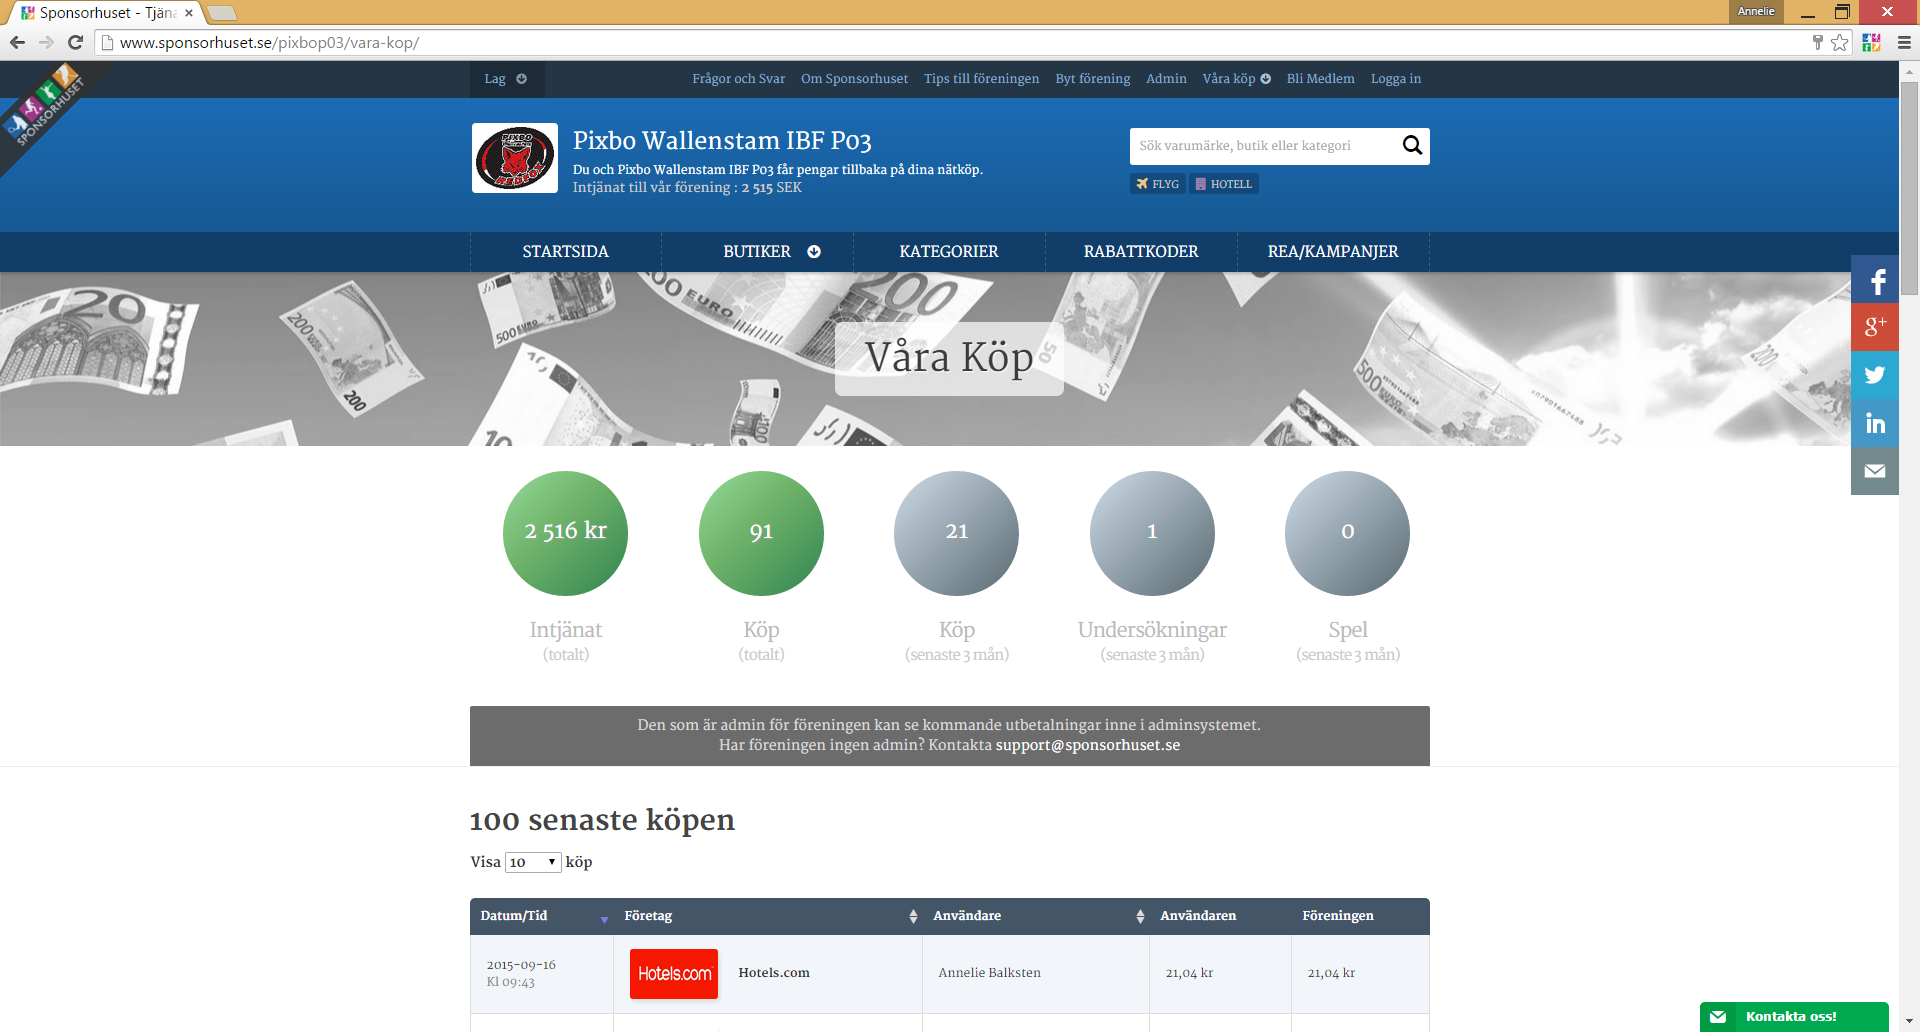 Sponsorhuset - Tjäna
Annelie
www.sponsorhuset.se/pixbop03/vara-kop/
SPONSORHUSET
Lag
Frågor och Svar Om Sponsorhuset Tips till föreningen Byt förening Admin Våra köp Bli Medlem Logga in
PIXBO
REDFOX
Pixbo Wallenstam IBF P03
Du och Pixbo Wallenstam IBF P03 får pengar tillbaka på dina nätköp.
Intjänat till vår förening : 2 515 SEK
Sök varumärke, butik eller kategori
FLYG HOTELL
STARTSIDA BUTIKER KATEGORIER RABATTKODER REA/KAMPANJER
Våra Köp
2 516 kr 91 21 1 0
Intjänat Köp Köp Undersökningar Spel
(totalt) (totalt) (senaste 3 mån) (senaste 3 mån) (senaste 3 mån)
Den som är admin för föreningen kan se kommande utbetalningar inne i adminsystemet.
Har föreningen ingen admin? Kontakta support@sponsorhuset.se
100 senaste köpen
Visa 10 köp
Datum/Tid Företag Användare Användaren Föreningen
2015-09-16
Kl 09:43
Hotels.com Hotels.com Annelie Balksten 21,04 kr 21,04 kr
Kontakta oss!